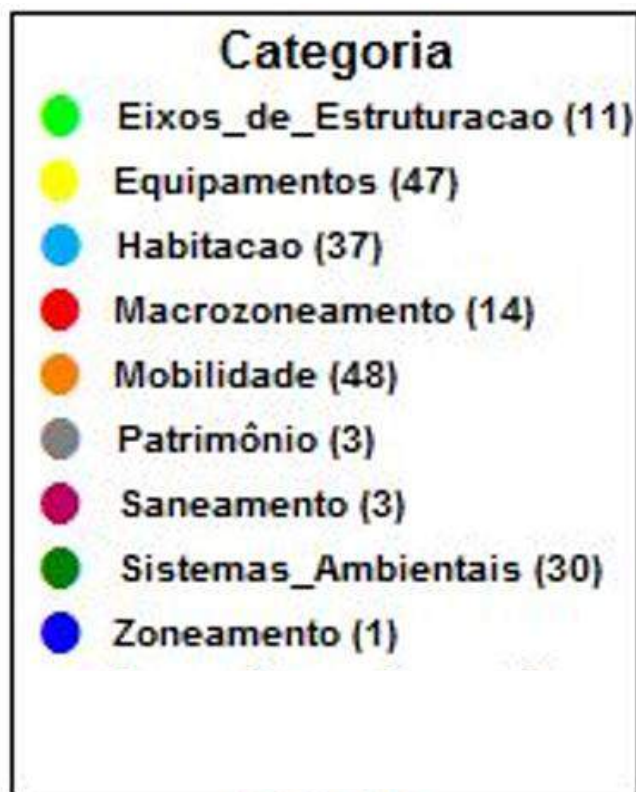 Categoria
Eixos_de_Estruturacao (11)
Equipamentos (47)
Habitacao (37)
Macrozoneamento (14)
Mobilidade (48)
Patrimônio (3)
Saneamento (3)
Sistemas_Ambientais (30)
Zoneamento (1)